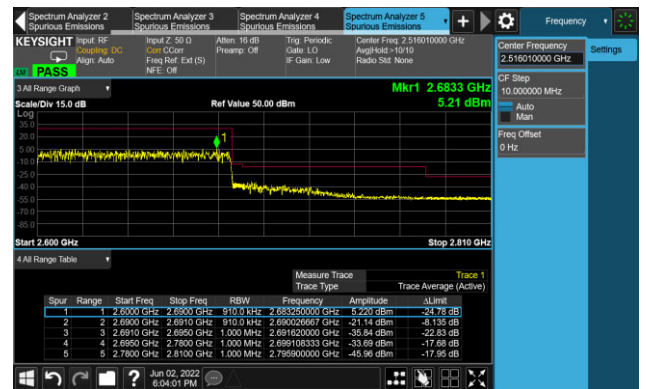 Spectrum Analyzer 2
Spurious Emissions
Spectrum Analyzer 3
Spurious Emissions
Spectrum Analyzer 4
Spurious Emissions
Spectrum Analyzer 5
Spurious Emissions
Frequency
KEYSIGHT
Input: RF
Coupling: DC
Align: Auto
Input Z: 50 Ω
Corr CCorr
Freq Ref: Ext (S)
NFE: Off
Atten: 16 dB
Preamp: Off
Trig: Periodic
Gate: LO
IF Gain: Low
Center Freq: 2.516010000 GHz
Avg|Hold:>10/10
Radio Std: None
PASS
Center Frequency
2.516010000 GHz
Settings
CF Step
10.000000 MHz
Auto
Man
Freq Offset
0 Hz
3 All Range Graph
Mkr1 2.6833 GHz
Scale/Div 15.0 dB
Ref Value 50.00 dBm
5.21 dBm
Log
35.0
20.0
5.00
-10.0
-25.0
-40.0
-55.0
-70.0
-85.0
1
Start 2.600 GHz
Stop 2.810 GHz
4 All Range Table
Measure Trace Trace 1
Trace Type Trace Average (Active)
Spur Range Start Freq Stop Freq RBW Frequency Amplitude ΔLimit
1 1 2.6000 GHz 2.6900 GHz 910.0 kHz 2.683250000 GHz 5.220 dBm -24.78 dB
2 2 2.6900 GHz 2.6910 GHz 910.0 kHz 2.690026667 GHz -21.14 dBm -8.135 dB
3 3 2.6910 GHz 2.6950 GHz 1.000 MHz 2.691620000 GHz -35.84 dBm -22.83 dB
4 4 2.6950 GHz 2.7800 GHz 1.000 MHz 2.699108333 GHz -33.69 dBm -17.68 dB
5 5 2.7800 GHz 2.8100 GHz 1.000 MHz 2.795900000 GHz -45.96 dBm -17.95 dB
Jun 02, 2022
6:04:01 PM